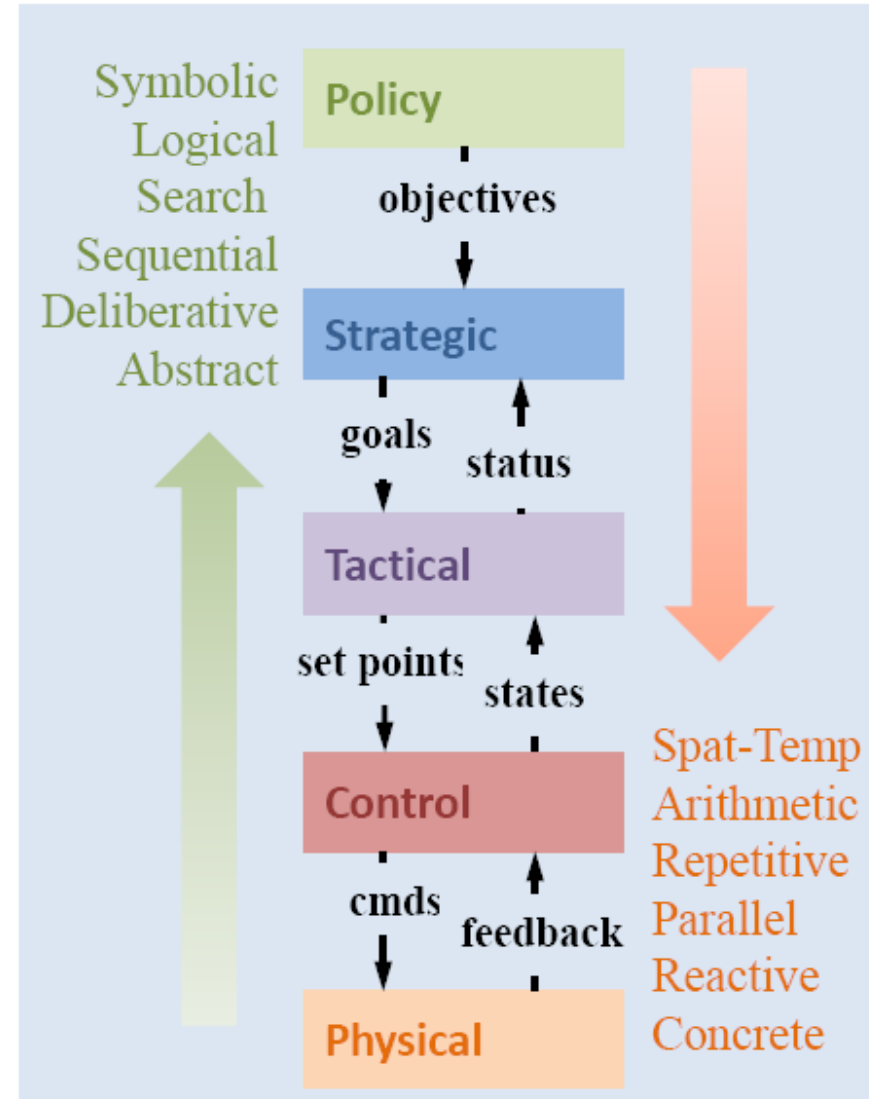 Symbolic
Logical
Search
Sequential
Deliberative
Abstract
Policy
objectives
Strategic
goals
status
Tactical
set points
states
Control
cmds
feedback
Physical
Spat-Temp
Arithmetic
Repetitive
Parallel
Reactive
Concrete